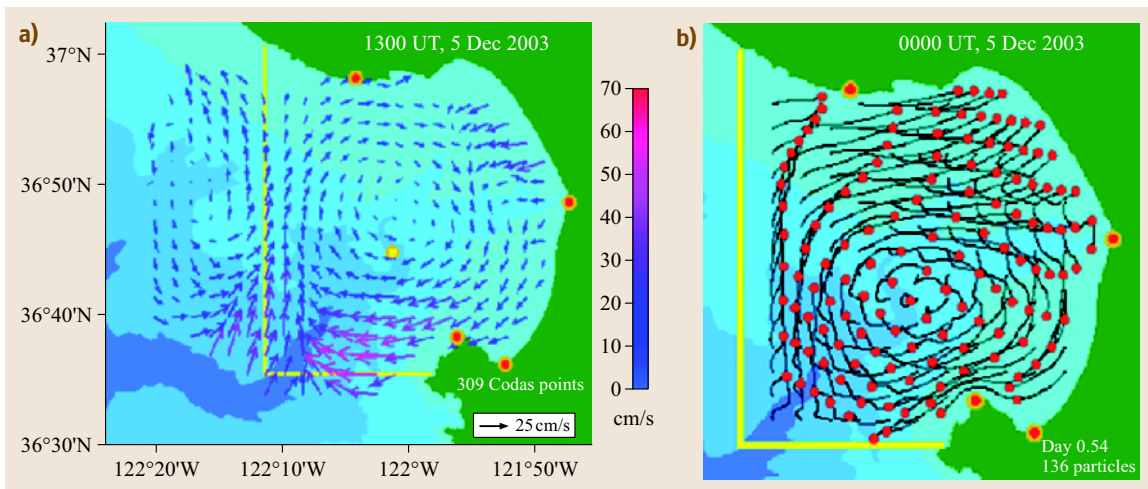 a)
1300 UT, 5 Dec 2003
37°N
36°50'N
36°40'N
36°30'N
122°20'W
122°10'W
122°W
121°50'W
309 Codas points
25 cm/s
70
60
50
40
30
20
10
0
cm/s
b)
0000 UT, 5 Dec 2003
Day 0.54
136 particles